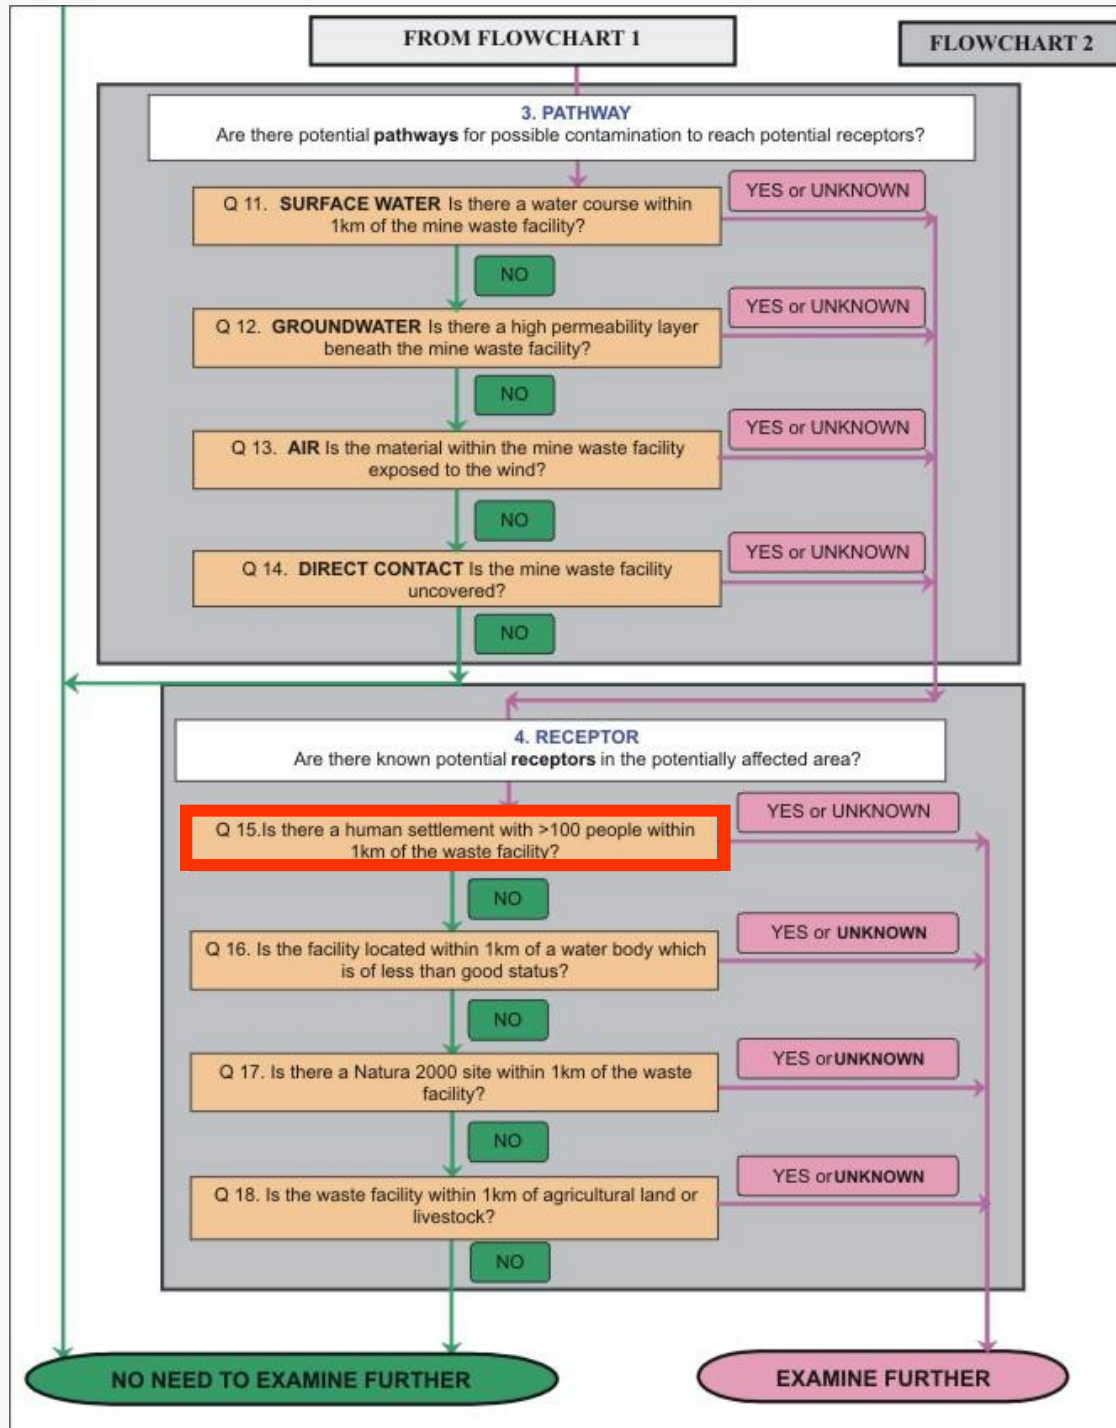 FROM FLOWCHART 1
FLOWCHART 2
3. PATHWAY
Are there potential pathways for possible contamination to reach potential receptors?
Q 11. SURFACE WATER Is there a water course within
1km of the mine waste facility?
YES or UNKNOWN
NO
Q 12. GROUNDWATER Is there a high permeability layer
beneath the mine waste facility?
YES or UNKNOWN
NO
Q 13. AIR Is the material within the mine waste facility
exposed to the wind?
YES or UNKNOWN
NO
Q 14. DIRECT CONTACT Is the mine waste facility
uncovered?
YES or UNKNOWN
NO
4. RECEPTOR
Are there known potential receptors in the potentially affected area?
Q 15.Is there a human settlement with >100 people within
1km of the waste facility?
YES or UNKNOWN
NO
Q 16. Is the facility located within 1km of a water body which
is of less than good status?
YES or UNKNOWN
NO
Q 17. Is there a Natura 2000 site within 1km of the waste
facility?
YES orUNKNOWN
NO
Q 18. Is the waste facility within 1km of agricultural land or
livestock?
YES orUNKNOWN
NO
NO NEED TO EXAMINE FURTHER
EXAMINE FURTHER